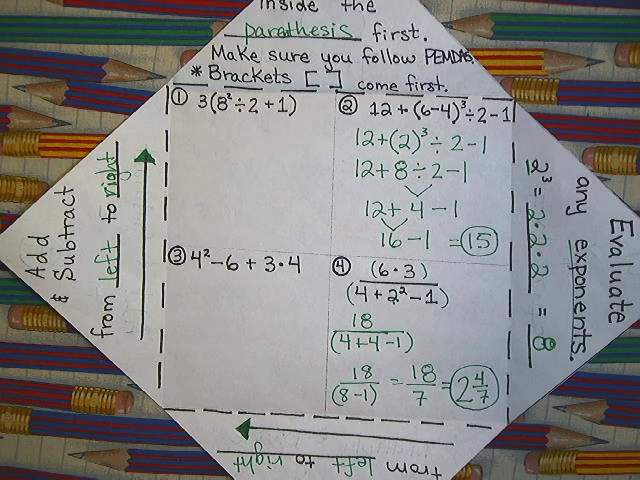 inside the
parathesis first.
Make sure you follow PEMDAS
* Brackets [ ] come first.
① 3(8²÷2+1)
② 12+(6-4)³÷2-1
12+(2)³÷2-1
12+8÷2-1
12+4-1
16-1 =15
③ 4²-6+3·4
④ (6·3)
(4+2²-1)
18
(4+4-1)
18/(8-1) = 18/7 = 2 4/7
Evaluate
any exponents.
2³ = 2·2·2 = 8
Add
& Subtract
from left to right
from left to right